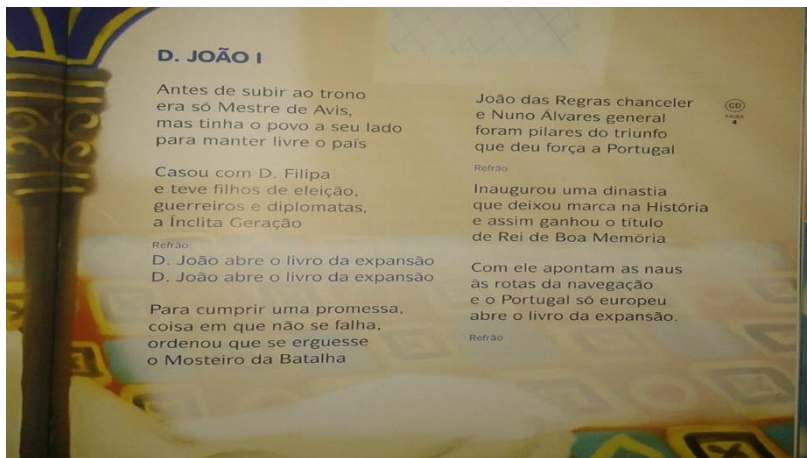 D. JOÃO I
Antes de subir ao trono
era só Mestre de Avis,
mas tinha o povo a seu lado
para manter livre o país
Casou com D. Filipa
e teve filhos de eleição,
guerreiros e diplomatas,
a Ínclita Geração
Refrão
D. João abre o livro da expansão
D. João abre o livro da expansão
Para cumprir uma promessa,
coisa em que não se falha,
ordenou que se erguesse
o Mosteiro da Batalha
João das Regras chanceler
e Nuno Álvares general
foram pilares do triunfo
que deu força a Portugal
Refrão
Inaugurou uma dinastia
que deixou marca na História
e assim ganhou o título
de Rei de Boa Memória
Com ele apontam as naus
às rotas da navegação
e o Portugal só europeu
abre o livro da expansão.
Refrão
CD
FAIXA
4